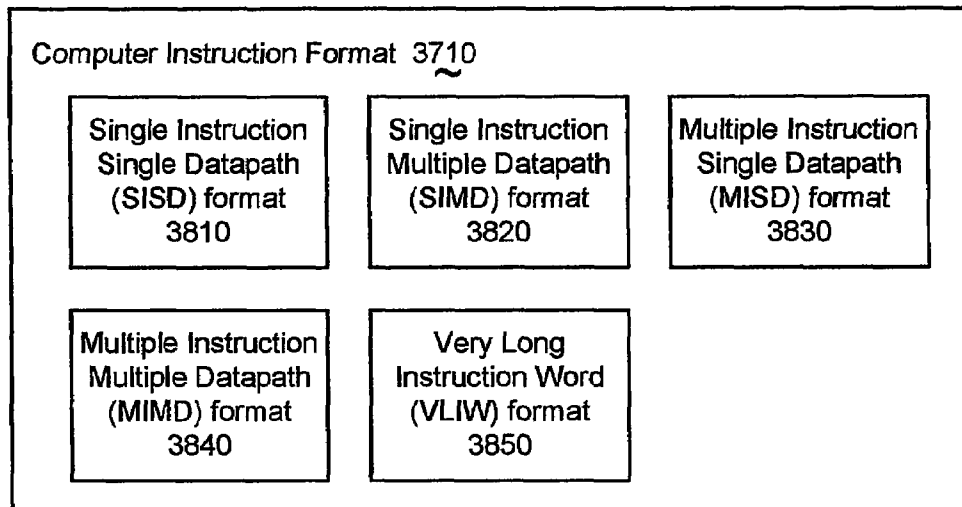 Computer Instruction Format 3710
Single Instruction
Single Datapath
(SISD) format
3810
Single Instruction
Multiple Datapath
(SIMD) format
3820
Multiple Instruction
Single Datapath
(MISD) format
3830
Multiple Instruction
Multiple Datapath
(MIMD) format
3840
Very Long
Instruction Word
(VLIW) format
3850